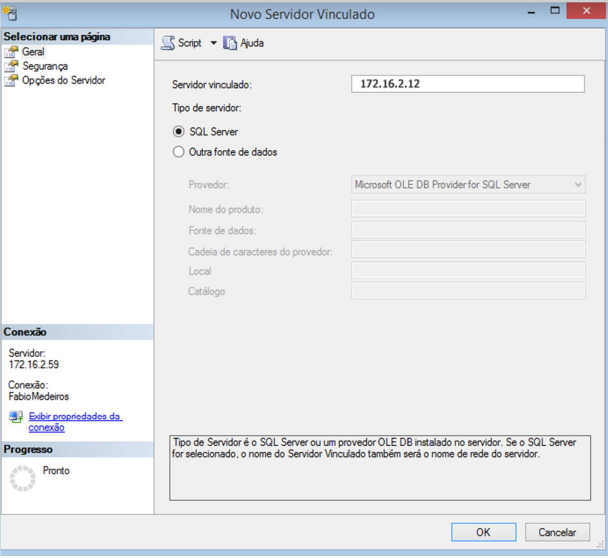 Novo Servidor Vinculado
Selecionar uma página
Geral
Segurança
Opções do Servidor
Script
Ajuda
Servidor vinculado:
172.16.2.12
Tipo de servidor:
SQL Server
Outra fonte de dados
Provedor:
Microsoft OLE DB Provider for SQL Server
Nome do produto:
Fonte de dados:
Cadeia de caracteres do provedor:
Local
Catálogo
Conexão
Servidor:
172.16.2.59
Conexão:
FabioMedeiros
Exibir propriedades da
conexão
Progresso
Pronto
Tipo de Servidor é o SQL Server ou um provedor OLE DB instalado no servidor. Se o SQL Server
for selecionado, o nome do Servidor Vinculado também será o nome de rede do servidor.
OK
Cancelar